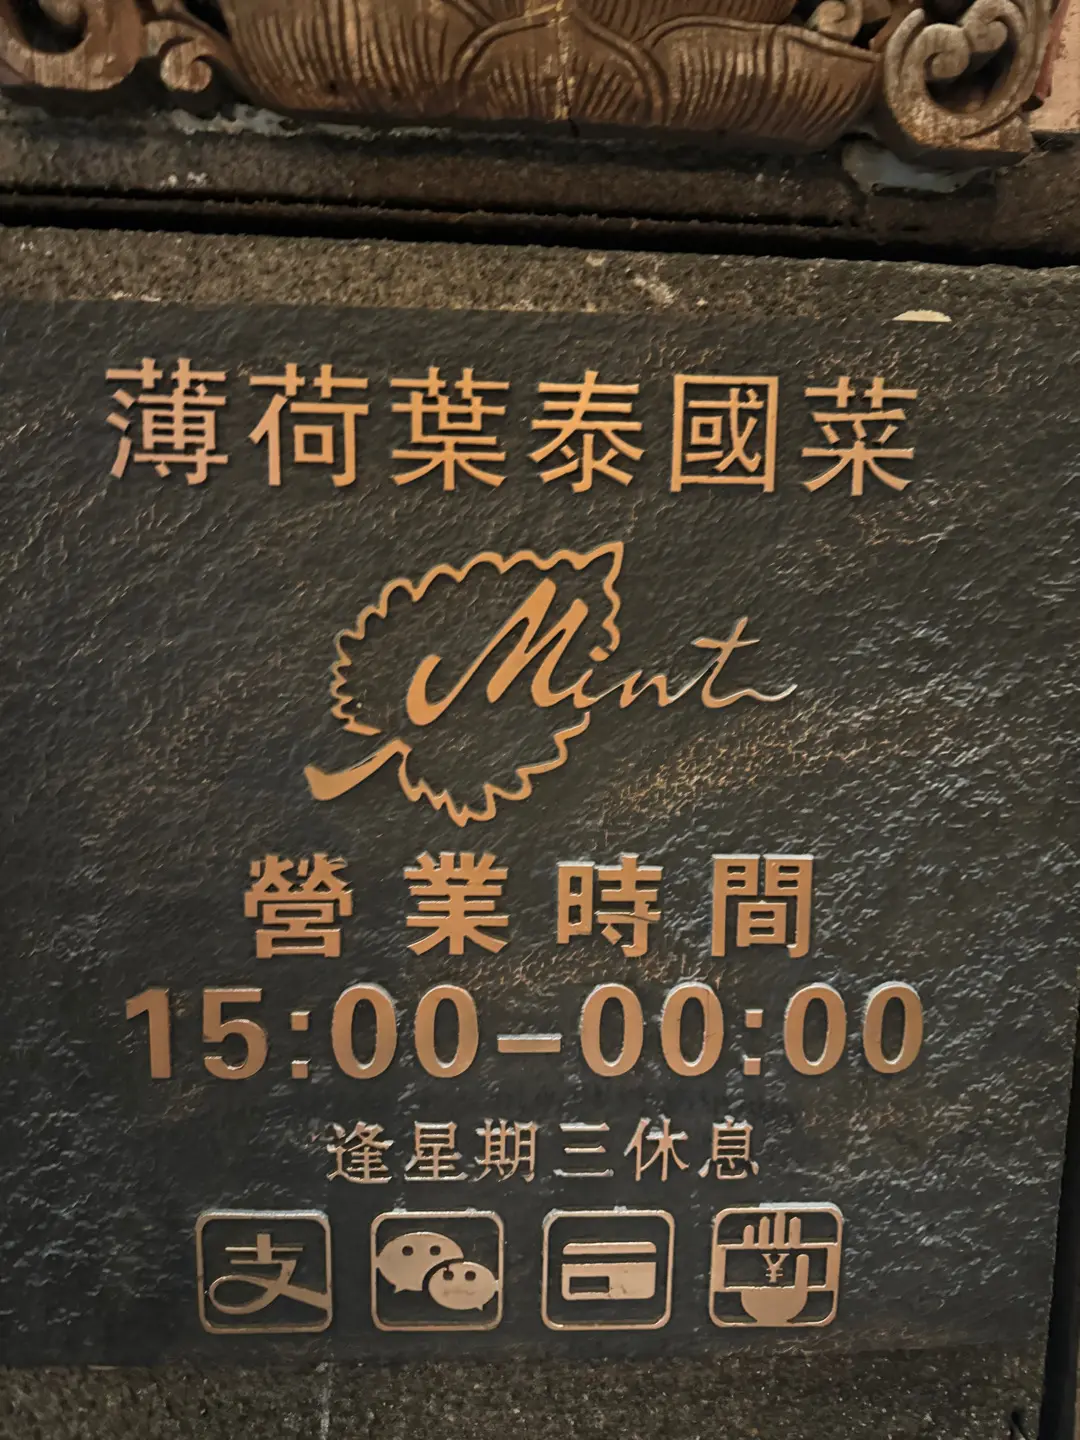 薄荷葉泰國菜
Mint
營業時間
15:00-00:00
逢星期三休息
支
¥